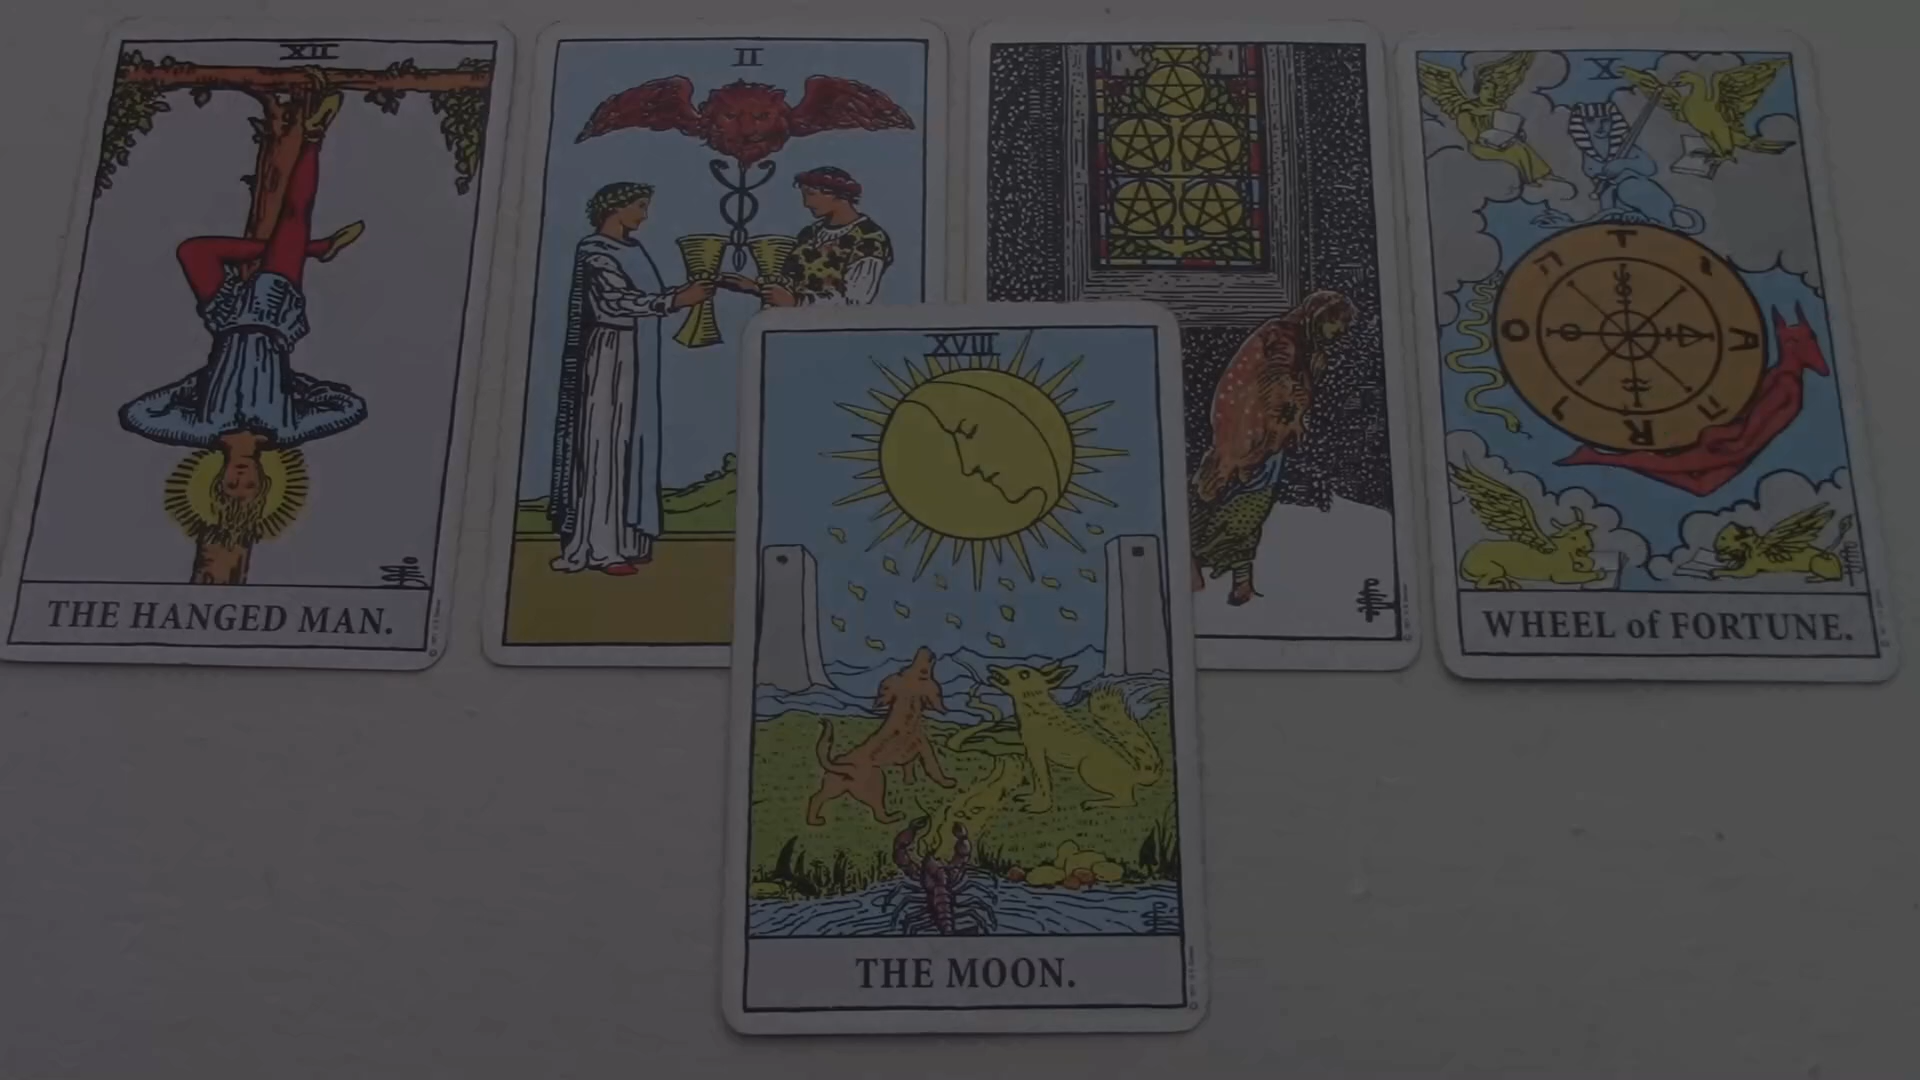 XII
II
X
T
A
R
O
THE HANGED MAN.
WHEEL of FORTUNE.
XVIII
THE MOON.